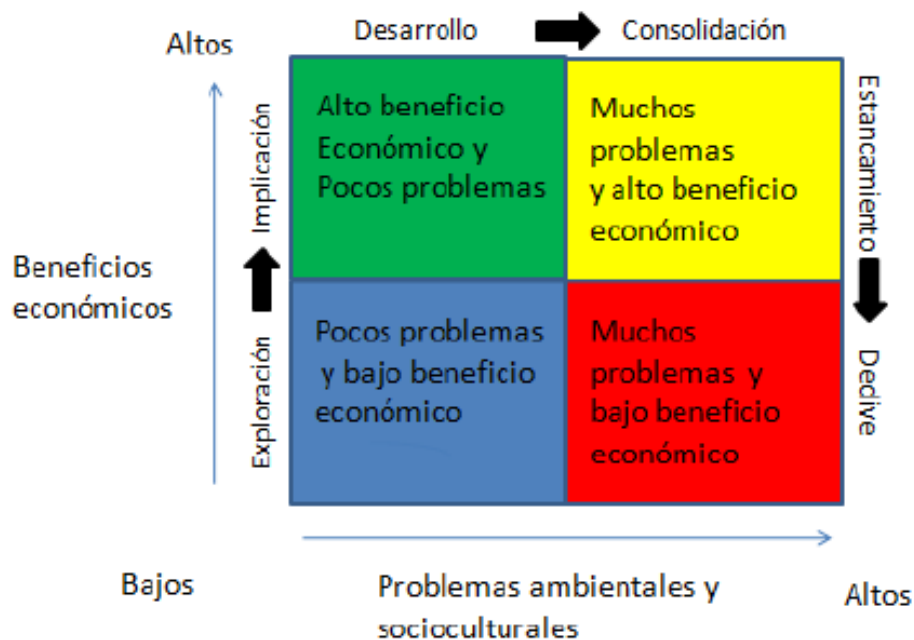 Desarrollo
Consolidación
Altos
Implicación
Exploración
Alto beneficio
Económico y
Pocos problemas
Muchos
problemas
y alto beneficio
económico
Estancamiento
Dedive
Beneficios
económicos
Pocos problemas
y bajo beneficio
económico
Muchos
problemas y
bajo beneficio
económico
Bajos
Problemas ambientales y
socioculturales
Altos